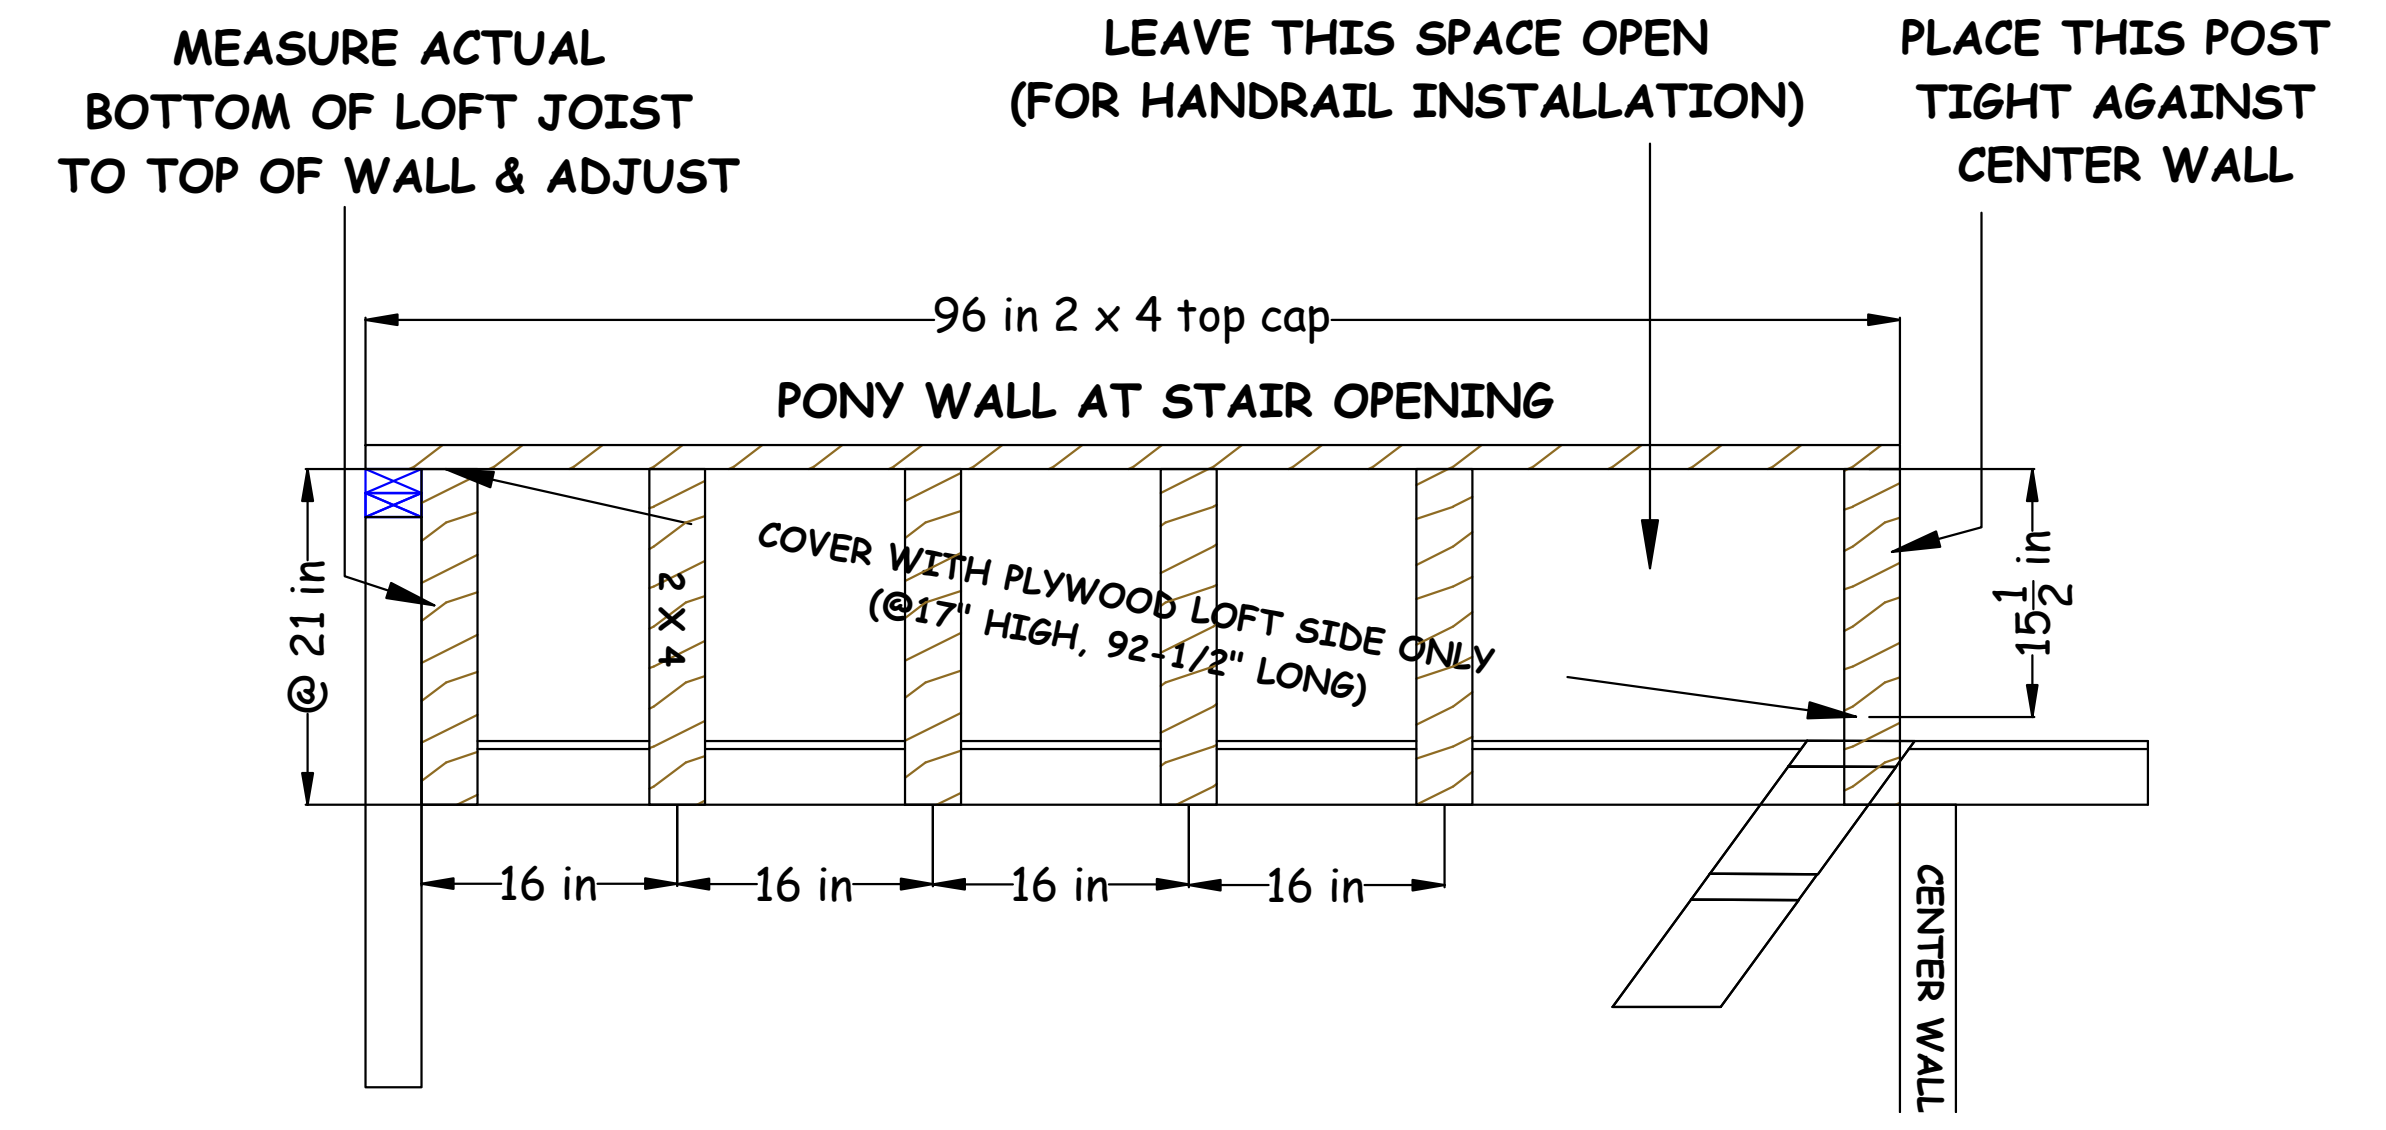 MEASURE ACTUAL
BOTTOM OF LOFT JOIST
TO TOP OF WALL & ADJUST
LEAVE THIS SPACE OPEN
(FOR HANDRAIL INSTALLATION)
PLACE THIS POST
TIGHT AGAINST
CENTER WALL
96 in 2 x 4 top cap
PONY WALL AT STAIR OPENING
@ 21 in
2 X 4
COVER WITH PLYWOOD LOFT SIDE ONLY
(@17" HIGH, 92-1/2" LONG)
15 1/2 in
16 in
16 in
16 in
16 in
CENTER WALL